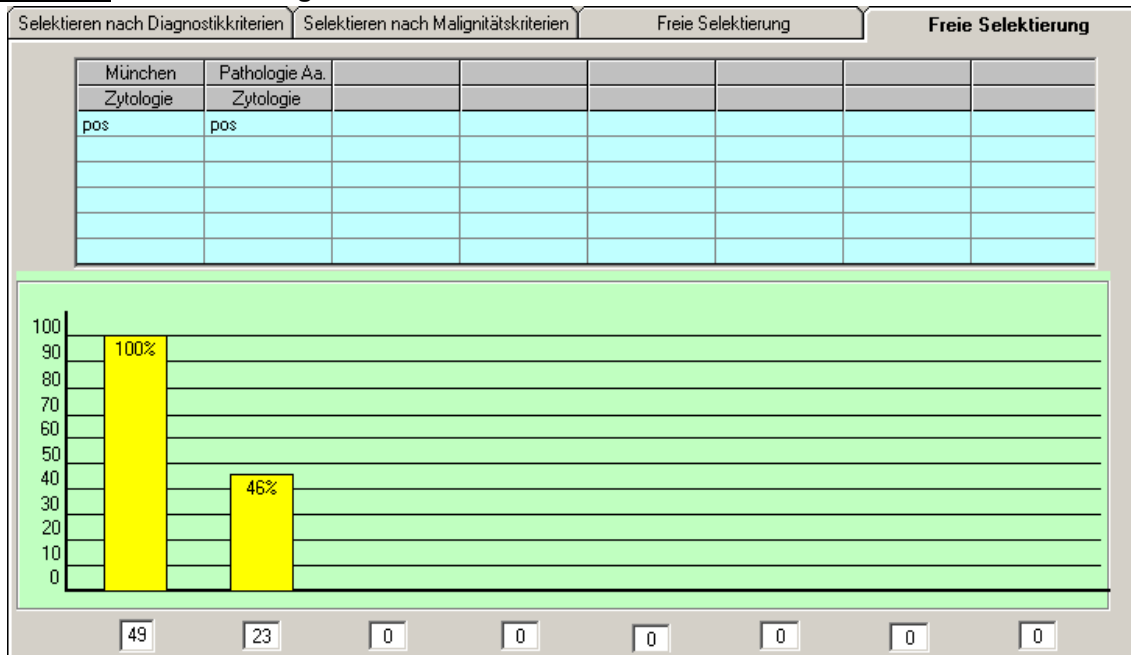 Selektieren nach Diagnostikkriterien Selektieren nach Malignitätskriterien Freie Selektierung Freie Selektierung
München Pathologie Aa.
Zytologie Zytologie
pos pos
100
90
80
70
60
50
40
30
20
10
0
100%
46%
49 23 0 0 0 0 0 0